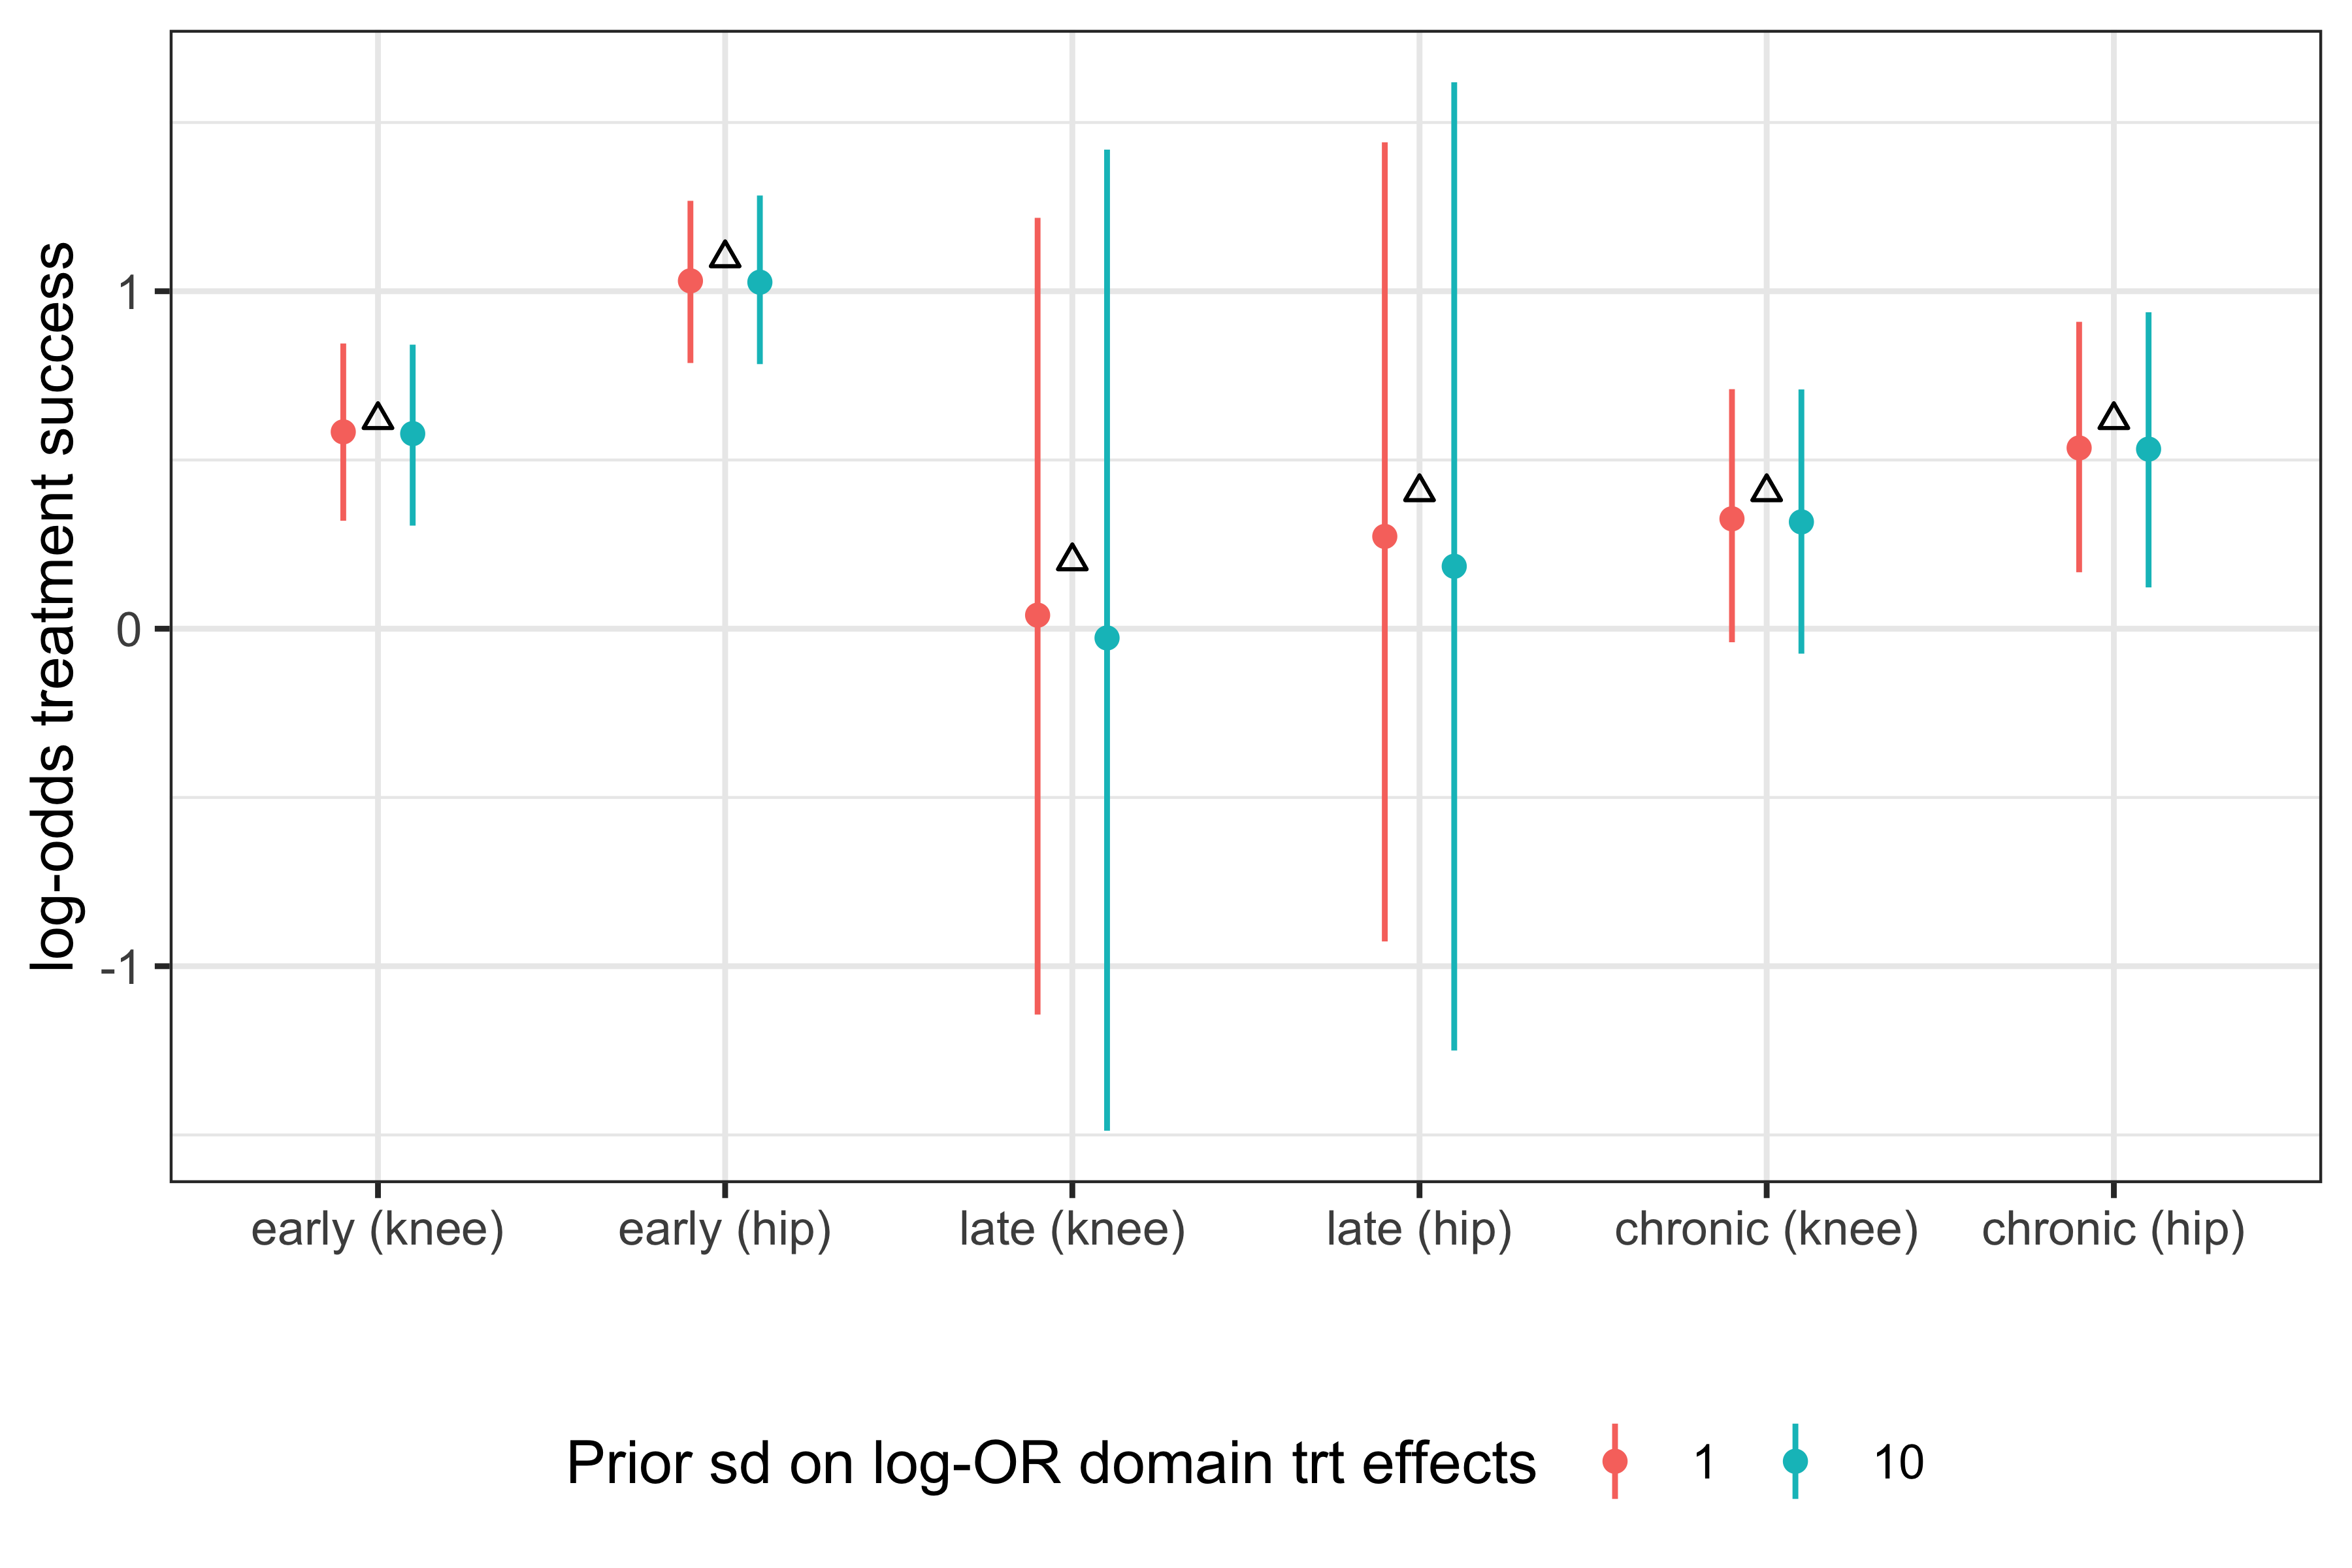 log-odds treatment success
1
0
-1
early (knee)
early (hip)
late (knee)
late (hip)
chronic (knee)
chronic (hip)
Prior sd on log-OR domain trt effects 1 10